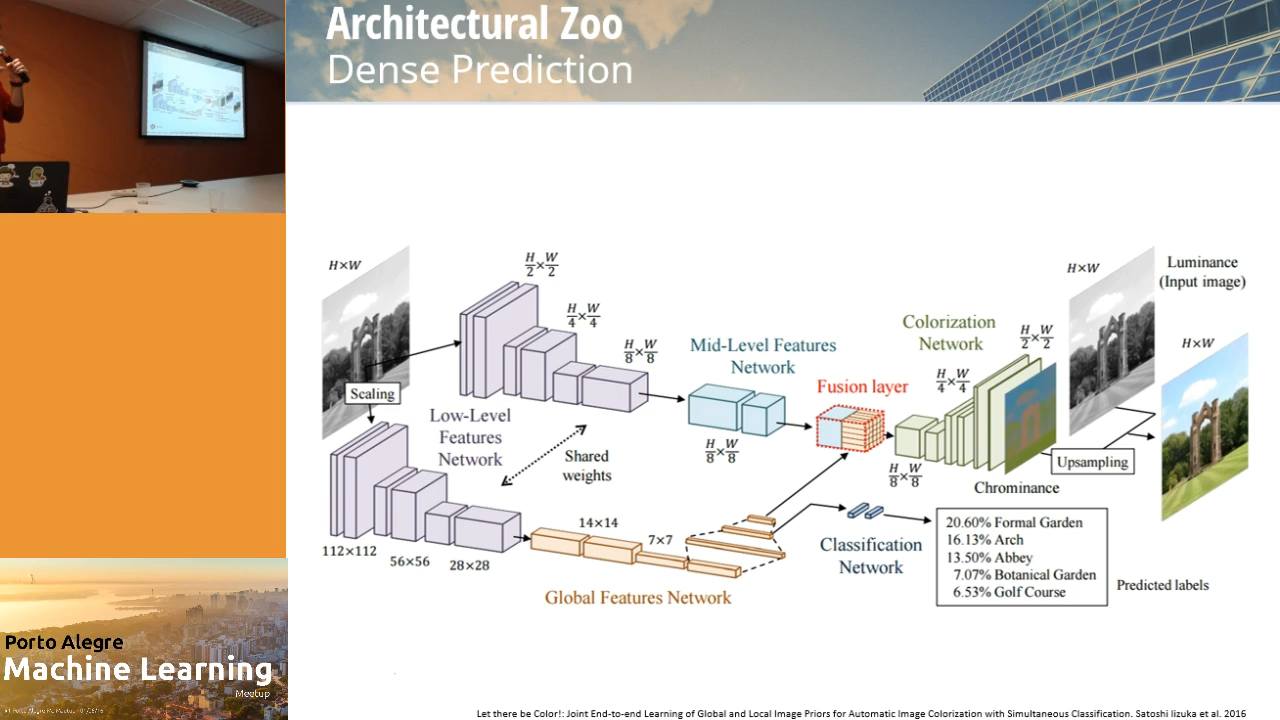 Architectural Zoo
Dense Prediction
H×W
H/2×W/2
H/4×W/4
H/8×W/8
Scaling
Low-Level
Features
Network
Shared
weights
112×112
56×56
28×28
14×14
7×7
Global Features Network
Mid-Level Features
Network
H/8×W/8
Fusion layer
Colorization
Network
H/8×W/8
H/4×W/4
H/2×W/2
Chrominance
H×W
Luminance
(Input image)
H×W
Upsampling
Classification
Network
20.60% Formal Garden
16.13% Arch
13.50% Abbey
7.07% Botanical Garden
6.53% Golf Course
Predicted labels
Porto Alegre
Machine Learning
Meetup
Let there be Color!: Joint End-to-end Learning of Global and Local Image Priors for Automatic Image Colorization with Simultaneous Classification. Satoshi Iizuka et al. 2016